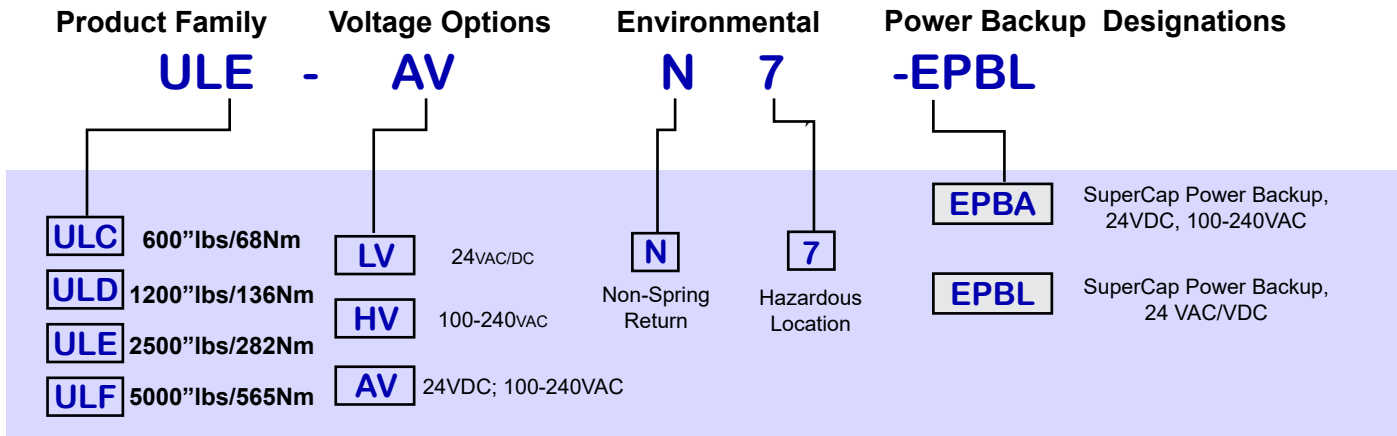 Product Family Voltage Options Environmental Power Backup Designations
ULE - AV N 7 -EPBL
ULC 600”lbs/68Nm
ULD 1200”lbs/136Nm
ULE 2500”lbs/282Nm
ULF 5000”lbs/565Nm
LV 24VAC/DC
HV 100-240VAC
AV 24VDC; 100-240VAC
N
Non-Spring
Return
7
Hazardous
Location
EPBA SuperCap Power Backup,
24VDC, 100-240VAC
EPBL SuperCap Power Backup,
24 VAC/VDC